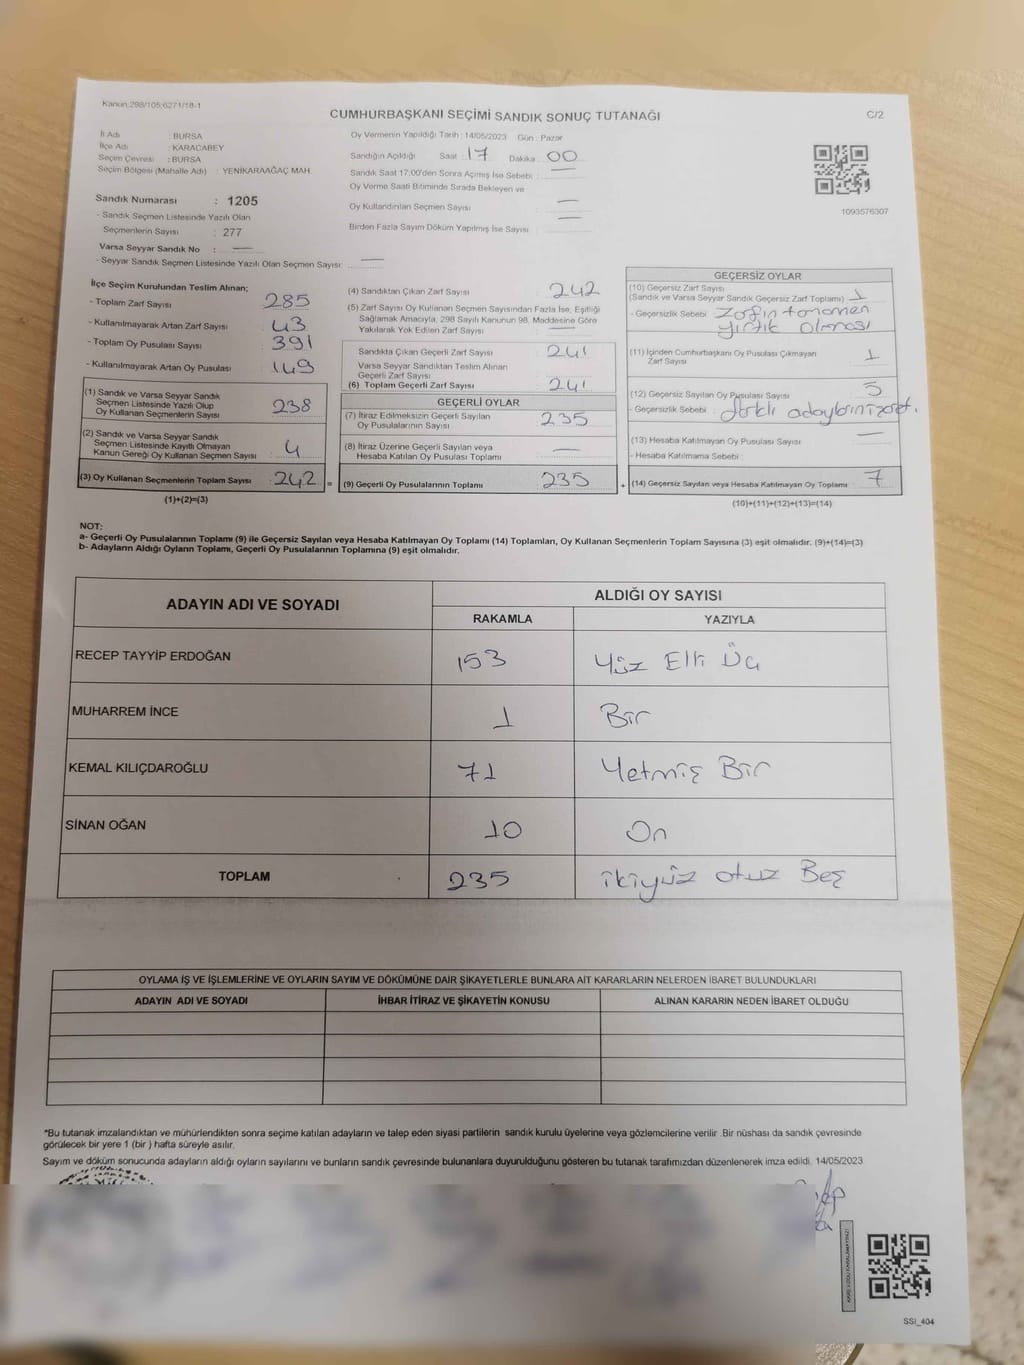 Kanun:298/105;6271/18-1
CUMHURBAŞKANI SEÇİMİ SANDIK SONUÇ TUTANAĞI
C/2
İl Adı : BURSA
İlçe Adı : KARACABEY
Seçim Çevresi : BURSA
Seçim Bölgesi (Mahalle Adı) : YENİKARAAĞAÇ MAH
Sandık Numarası : 1205
- Sandık Seçmen Listesinde Yazılı Olan
Seçmenlerin Sayısı : 277
Varsa Seyyar Sandık No : —
- Seyyar Sandık Seçmen Listesinde Yazılı Olan Seçmen Sayısı: —
Oy Vermenin Yapıldığı Tarih : 14/05/2023 Gün : Pazar
Sandığın Açıldığı Saat : 17 Dakika : 00
Sandık Saat 17:00'den Sonra Açımış İse Sebebi : —
Oy Verme Saati Bitiminde Sırada Bekleyen ve
Oy Kullandırılan Seçmen Sayısı : —
Birden Fazla Sayım Döküm Yapılmış İse Sayısı : —
1093576307
İlçe Seçim Kurulundan Teslim Alınan;
- Toplam Zarf Sayısı : 285
- Kullanılmayarak Artan Zarf Sayısı : 43
- Toplam Oy Pusulası Sayısı : 391
- Kullanılmayarak Artan Oy Pusulası : 149
(1) Sandık ve Varsa Seyyar Sandık
Seçmen Listesinde Yazılı Olup
Oy Kullanan Seçmenlerin Sayısı : 238
(2) Sandık ve Varsa Seyyar Sandık
Seçmen Listesinde Kayıtlı Olmayan
Kanun Gereği Oy Kullanan Seçmen Sayısı : 4
(3) Oy Kullanan Seçmenlerin Toplam Sayısı : 242 =
(1)+(2)=(3)
(4) Sandıktan Çıkan Zarf Sayısı : 242
(5) Zarf Sayısı Oy Kullanan Seçmen Sayısından Fazla İse, Eşitliği
Sağlamak Amacıyla, 298 Sayılı Kanunun 98. Maddesine Göre
Yakılarak Yok Edilen Zarf Sayısı : —
Sandıkta Çıkan Geçerli Zarf Sayısı : 241
Varsa Seyyar Sandıktan Teslim Alınan
Geçerli Zarf Sayısı :
(6) Toplam Geçerli Zarf Sayısı : 241
GEÇERLİ OYLAR
(7) İtiraz Edilmeksizin Geçerli Sayılan
Oy Pusulalarının Sayısı : 235
(8) İtiraz Üzerine Geçerli Sayılan veya
Hesaba Katılan Oy Pusulası Toplamı : —
(9) Geçerli Oy Pusulalarının Toplamı : 235 +
GEÇERSİZ OYLAR
(10) Geçersiz Zarf Sayısı
(Sandık ve Varsa Seyyar Sandık Geçersiz Zarf Toplamı) : 1
- Geçersizlik Sebebi : Zarfın tamamen
yırtık olması
(11) İçinden Cumhurbaşkanı Oy Pusulası Çıkmayan
Zarf Sayısı : 1
(12) Geçersiz Sayılan Oy Pusulası Sayısı : 5
- Geçersizlik Sebebi :
(13) Hesaba Katılmayan Oy Pusulası Sayısı : —
- Hesaba Katılmama Sebebi :
(14) Geçersiz Sayılan veya Hesaba Katılmayan Oy Toplamı : 7
(10)+(11)+(12)+(13)=(14)
NOT:
a- Geçerli Oy Pusulalarının Toplamı (9) ile Geçersiz Sayılan veya Hesaba Katılmayan Oy Toplamı (14) Toplamları, Oy Kullanan Seçmenlerin Toplam Sayısına (3) eşit olmalıdır. (9)+(14)=(3)
b- Adayların Aldığı Oyların Toplamı, Geçerli Oy Pusulalarının Toplamına (9) eşit olmalıdır.
ADAYIN ADI VE SOYADI
ALDIĞI OY SAYISI
RAKAMLA YAZIYLA
RECEP TAYYİP ERDOĞAN 153 Yüz Elli Üç
MUHARREM İNCE 1 Bir
KEMAL KILIÇDAROĞLU 71 Yetmiş Bir
SİNAN OĞAN 10 On
TOPLAM 235 ikiyüz otuz Beş
OYLAMA İŞ VE İŞLEMLERİNE VE OYLARIN SAYIM VE DÖKÜMÜNE DAİR ŞİKAYETLERLE BUNLARA AİT KARARLARIN NELERDEN İBARET BULUNDUKLARI
ADAYIN ADI VE SOYADI İHBAR İTİRAZ VE ŞİKAYETİN KONUSU ALINAN KARARIN NEDEN İBARET OLDUĞU
*Bu tutanak imzalandıktan ve mühürlendikten sonra seçime katılan adayların ve talep eden siyasi partilerin sandık kurulu üyelerine veya gözlemcilerine verilir .Bir nüshası da sandık çevresinde
görülecek bir yere 1 (bir ) hafta süreyle asılır.
Sayım ve döküm sonucunda adayların aldığı oyların sayılarını ve bunların sandık çevresinde bulunanlara duyurulduğunu gösteren bu tutanak tarafımızdan düzenlenerek imza edildi. 14/05/2023
SSI_404